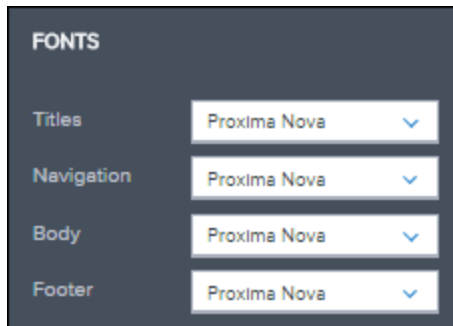 FONTS
Titles Proxima Nova
Navigation Proxima Nova
Body Proxima Nova
Footer Proxima Nova